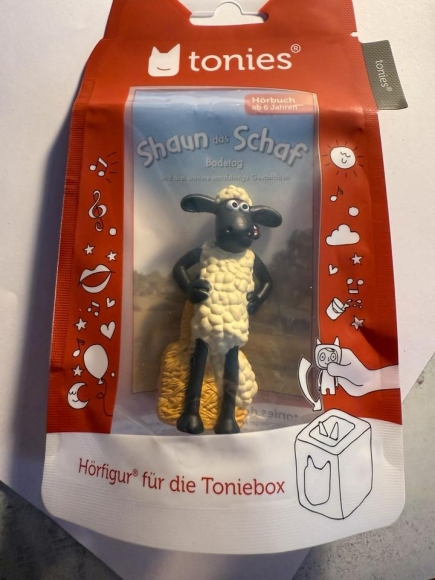 tonies®
tonies®
Hörbuch
ab 6 Jahren
Shaun das Schaf
Badetag
Hörfigur® für die Toniebox